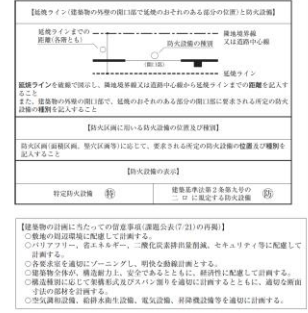 【延焼ライン(建築物の外壁の開口部で延焼のおそれのある部分の位置)と防火設備】
延焼ラインまでの
距離(各階とも)
防火設備の種別
隣地境界線
又は道路中心線
(開口部)
延焼ライン
延焼ラインを破線で図示し、隣地境界線又は道路中心線から延焼ラインまでの距離を記入す
ること
また、建築物の外壁の開口部で、延焼のおそれのある部分の開口部に要求される所定の防火
設備の種別を記入すること
【防火区画に用いる防火設備の位置及び種別】
防火区画(面積区画、竪穴区画等)に応じて、要求される所定の防火設備の位置及び種別を
記入すること
【防火設備の表示】
特定防火設備 特
建築基準法第2条第九号の
二 ロ に規定する防火設備 防
【建築物の計画に当たっての留意事項(課題公表(7/21)の再掲)】
○敷地の周辺環境に配慮して計画する。
○バリアフリー、省エネルギー、二酸化炭素排出量削減、セキュリティ等に配慮して
計画する。
○各要求室を適切にゾーニングし、明快な動線計画とする。
○建築物全体が、構造耐力上、安全であるとともに、経済性に配慮して計画する。
○構造種別に応じて架構形式及びスパン割りを適切に計画するとともに、適切な断面
寸法の部材を計画する。
○空気調和設備、給排水衛生設備、電気設備、昇降機設備等を適切に計画する。